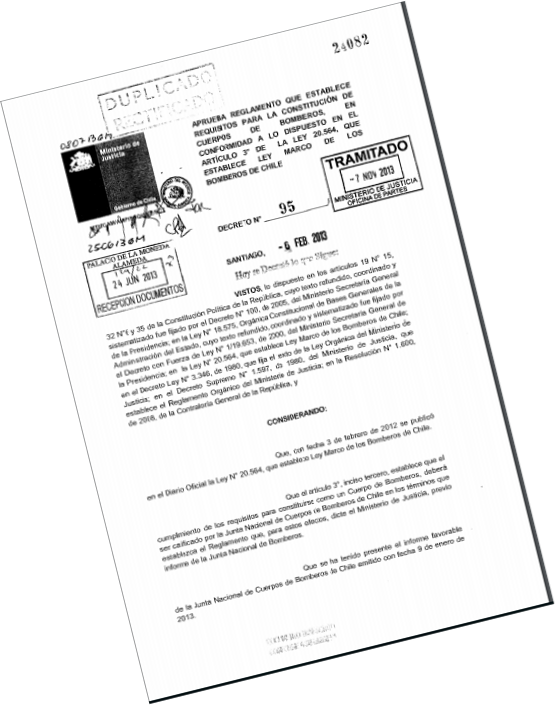 24082
DUPLICADO
RECTIFICADO
APRUEBA REGLAMENTO QUE ESTABLECE
REQUISITOS PARA LA CONSTITUCIÓN DE
CUERPOS DE BOMBEROS, EN
CONFORMIDAD A LO DISPUESTO EN EL
ARTÍCULO 3° DE LA LEY 20.564, QUE
ESTABLECE LEY MARCO DE LOS
BOMBEROS DE CHILE
Ministerio de
Justicia
Gobierno de Chile
TRAMITADO
- 7 NOV 2013
MINISTERIO DE JUSTICIA
OFICINA DE PARTES
DECRETO N° 95
PALACIO DE LA MONEDA
ALAMEDA
24 JUN 2013
RECEPCION DOCUMENTOS
SANTIAGO, - 6 FEB. 2013
Hoy se Decretó lo que Sigue:
VISTOS, lo dispuesto en los artículos 19 N° 15,
32 N°6 y 35 de la Constitución Política de la República, cuyo texto refundido, coordinado y
sistematizado fue fijado por el Decreto N° 100, de 2005, del Ministerio Secretaría General
de la Presidencia; en la Ley N° 18.575, Orgánica Constitucional de Bases Generales de la
Administración del Estado, cuyo texto refundido, coordinado y sistematizado fue fijado por
el Decreto con Fuerza de Ley N° 1/19.653, de 2000, del Ministerio Secretaría General de
la Presidencia; en la Ley N° 20.564, que establece Ley Marco de los Bomberos de Chile;
en el Decreto Ley N° 3.346, de 1980, que fija el texto de la Ley Orgánica del Ministerio de
Justicia; en el Decreto Supremo N° 1.597, de 1980, del Ministerio de Justicia, que
establece el Reglamento Orgánico del Ministerio de Justicia; en la Resolución N° 1.600,
de 2008, de la Contraloría General de la República, y
CONSIDERANDO:
Que, con fecha 3 de febrero de 2012 se publicó
en el Diario Oficial la Ley N° 20.564, que establece Ley Marco de los Bomberos de Chile.
Que el artículo 3°, inciso tercero, establece que el
cumplimiento de los requisitos para constituirse como un Cuerpo de Bomberos, deberá
ser calificado por la Junta Nacional de Cuerpos de Bomberos de Chile en los términos que
establezca el Reglamento que, para estos efectos, dicte el Ministerio de Justicia, previo
informe de la Junta Nacional de Bomberos.
Que se ha tenido presente el informe favorable
de la Junta Nacional de Cuerpos de Bomberos de Chile emitido con fecha 9 de enero de
2013.